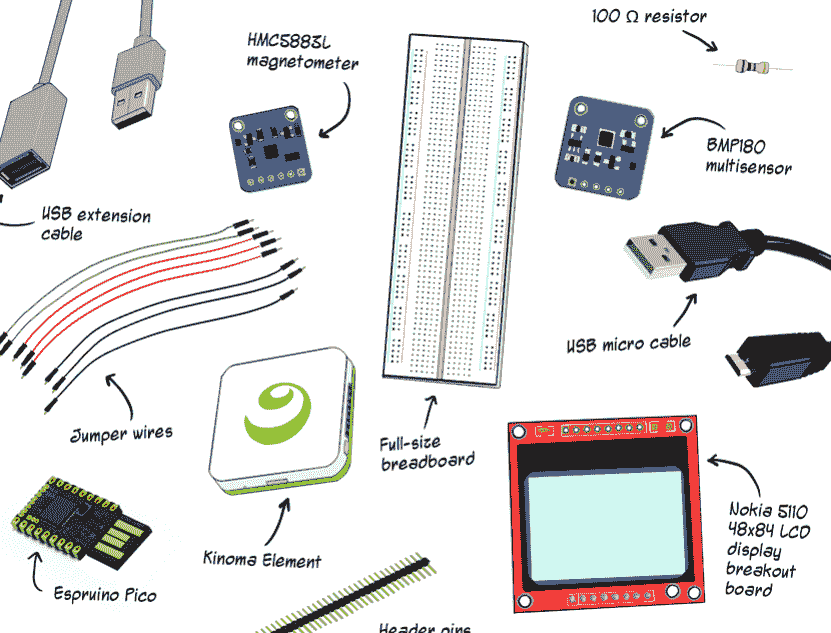 100 Ω resistor
HMC5883L
magnetometer
BMP180
multisensor
USB extension
cable
USB micro cable
Jumper wires
Full-size
breadboard
Kinoma Element
Nokia 5110
48x84 LCD
display
breakout
board
Espruino Pico
Header pins